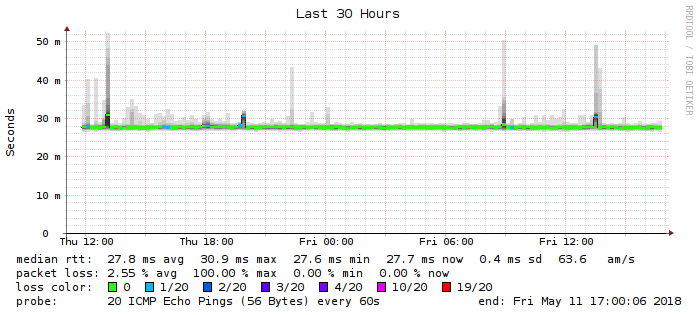 Last 30 Hours
RRDTOOL / TOBI OETIKER
Seconds
50 m
40 m
30 m
20 m
10 m
0
Thu 12:00 Thu 18:00 Fri 00:00 Fri 06:00 Fri 12:00
median rtt: 27.8 ms avg 30.9 ms max 27.6 ms min 27.7 ms now 0.4 ms sd 63.6 am/s
packet loss: 2.55 % avg 100.00 % max 0.00 % min 0.00 % now
loss color: 0 1/20 2/20 3/20 4/20 10/20 19/20
probe: 20 ICMP Echo Pings (56 Bytes) every 60s end: Fri May 11 17:00:06 2018